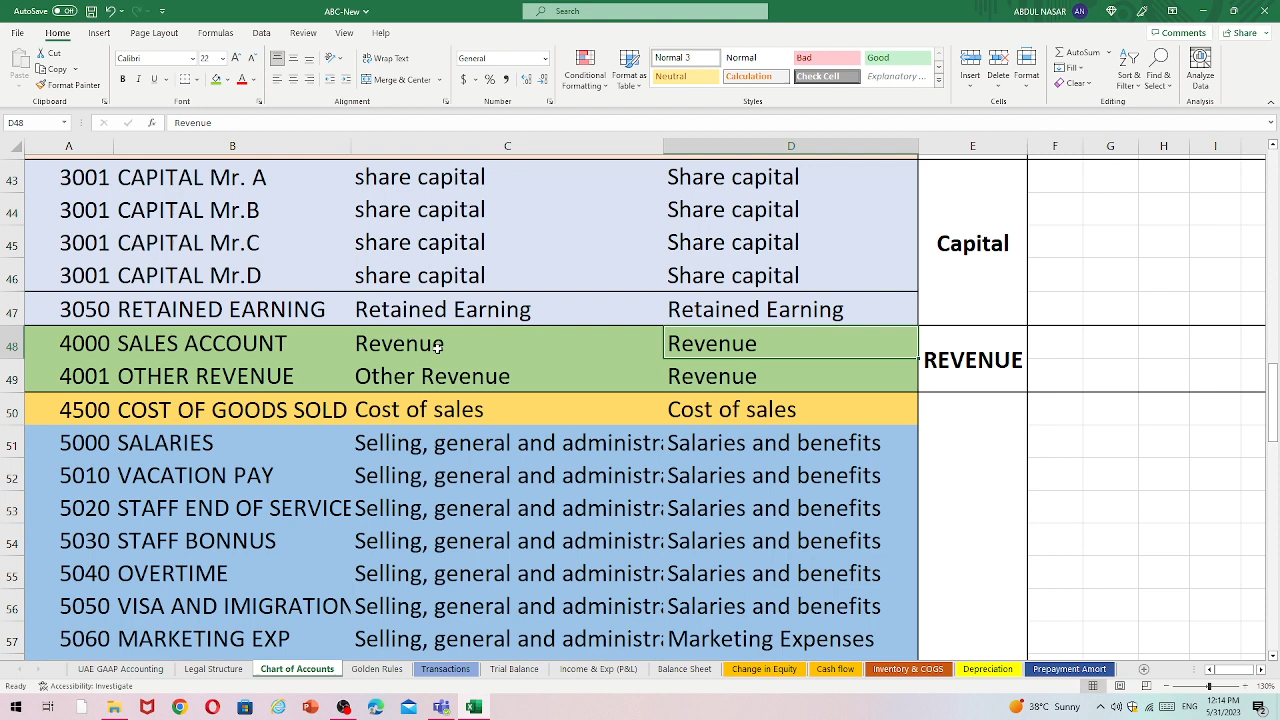 AutoSave Off ABC-New Search ABDUL NASAR AN
File Home Insert Page Layout Formulas Data Review View Help Comments Share
Paste Cut Copy Format Painter Clipboard
Calibri 22 B I U Font
Wrap Text Merge & Center Alignment
General $ % Number
Conditional Formatting Format as Table Normal 3 Normal Bad Good Neutral Calculation Check Cell Explanatory ... Styles
Insert Delete Format Cells
AutoSum Fill Clear Sort & Filter Find & Select Editing
Analyze Data Analysis
D48 fx Revenue
A B C D E F G H I
43 3001 CAPITAL Mr. A share capital Share capital
44 3001 CAPITAL Mr.B share capital Share capital
45 3001 CAPITAL Mr.C share capital Share capital Capital
46 3001 CAPITAL Mr.D share capital Share capital
47 3050 RETAINED EARNING Retained Earning Retained Earning
48 4000 SALES ACCOUNT Revenue Revenue REVENUE
49 4001 OTHER REVENUE Other Revenue Revenue
50 4500 COST OF GOODS SOLD Cost of sales Cost of sales
51 5000 SALARIES Selling, general and administra Salaries and benefits
52 5010 VACATION PAY Selling, general and administra Salaries and benefits
53 5020 STAFF END OF SERVICE Selling, general and administra Salaries and benefits
54 5030 STAFF BONNUS Selling, general and administra Salaries and benefits
55 5040 OVERTIME Selling, general and administra Salaries and benefits
56 5050 VISA AND IMIGRATION Selling, general and administra Salaries and benefits
57 5060 MARKETING EXP Selling, general and administra Marketing Expenses
UAE GAAP Accounting Legal Structure Chart of Accounts Golden Rules Transactions Trial Balance Income & Exp (P&L) Balance Sheet Change in Equity Cash flow Inventory & COGS Depreciation Prepayment Amort
Ready Accessibility: Investigate 130%
38°C Sunny ENG 12:14 PM
5/31/2023